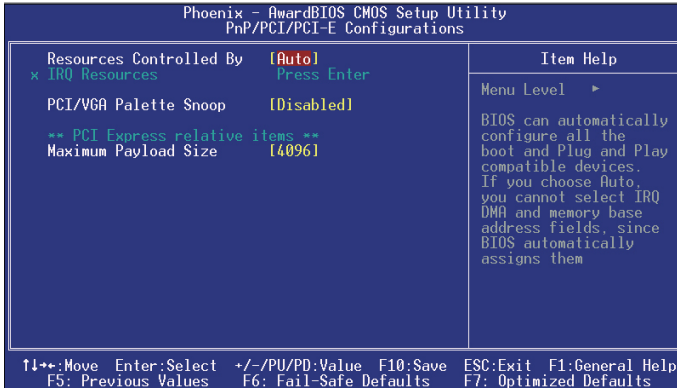 Phoenix - AwardBIOS CMOS Setup Utility
PnP/PCI/PCI-E Configurations
Resources Controlled By [Auto]
x IRQ Resources Press Enter
PCI/VGA Palette Snoop [Disabled]
** PCI Express relative items **
Maximum Payload Size [4096]
Item Help
Menu Level ►
BIOS can automatically
configure all the
boot and Plug and Play
compatible devices.
If you choose Auto,
you cannot select IRQ
DMA and memory base
address fields, since
BIOS automatically
assigns them
↑↓→←:Move Enter:Select +/-/PU/PD:Value F10:Save ESC:Exit F1:General Help
F5: Previous Values F6: Fail-Safe Defaults F7: Optimized Defaults